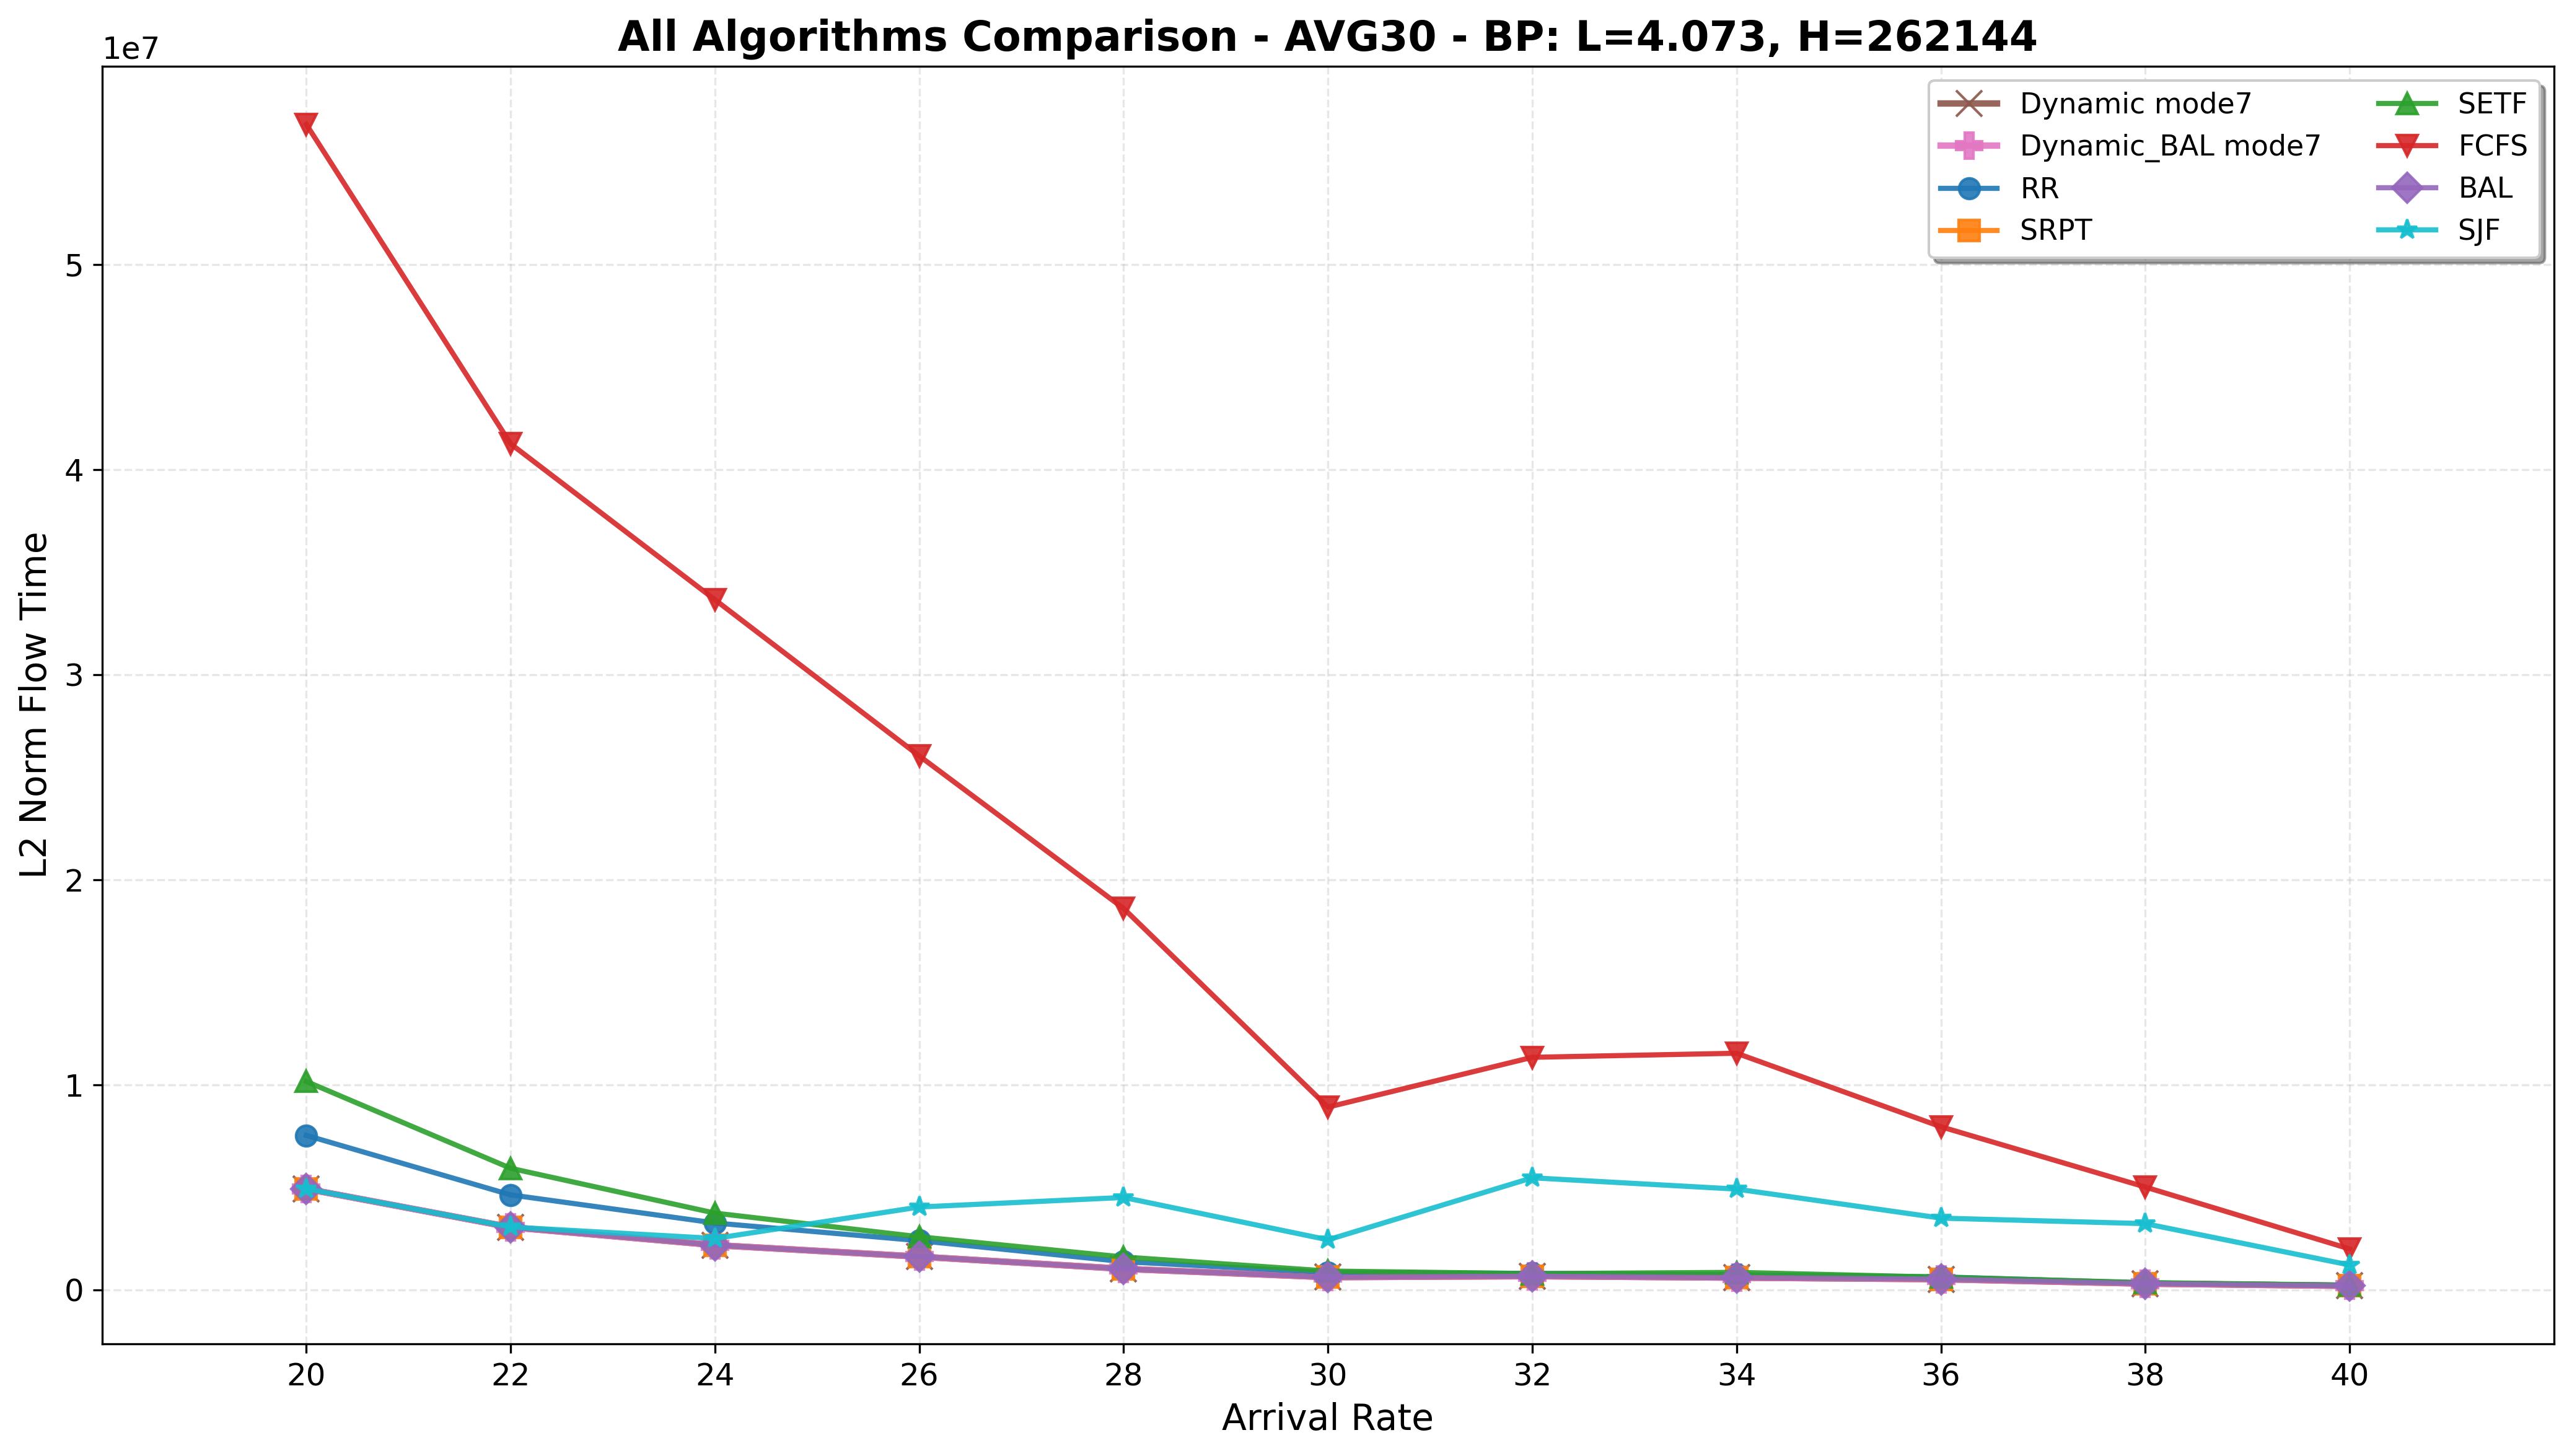 All Algorithms Comparison - AVG30 - BP: L=4.073, H=262144
1e7
Dynamic mode7
Dynamic_BAL mode7
RR
SRPT
SETF
FCFS
BAL
SJF
L2 Norm Flow Time
5
4
3
2
1
0
20 22 24 26 28 30 32 34 36 38 40
Arrival Rate